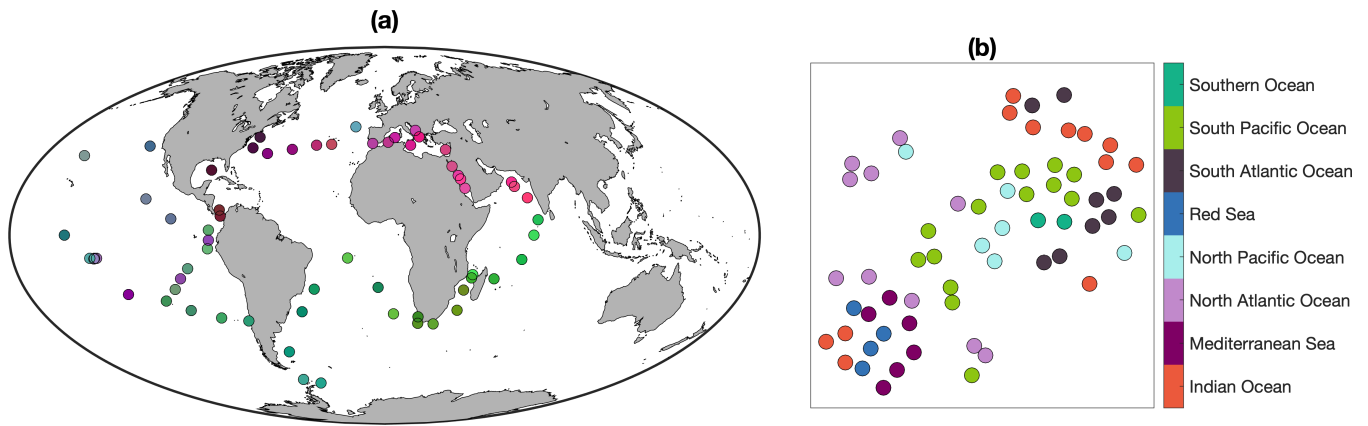 (a)
(b)
Southern Ocean
South Pacific Ocean
South Atlantic Ocean
Red Sea
North Pacific Ocean
North Atlantic Ocean
Mediterranean Sea
Indian Ocean